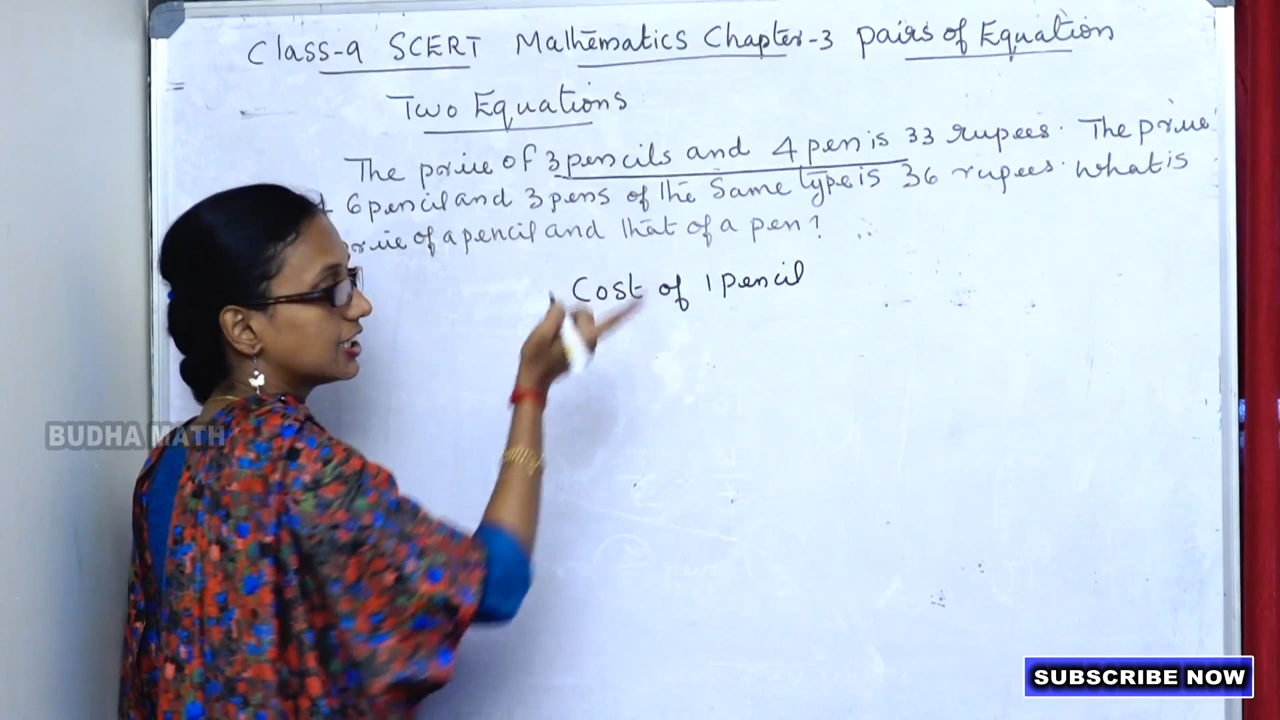 Class-9 SCERT Mathematics Chapter-3 pairs of Equation
Two Equations
The price of 3 pencils and 4 pen is 33 rupees. The price
6 pencil and 3 pens of the same type is 36 rupees. what is
price of a pencil and that of a pen?
Cost of 1 pencil
BUDHA MATH
SUBSCRIBE NOW